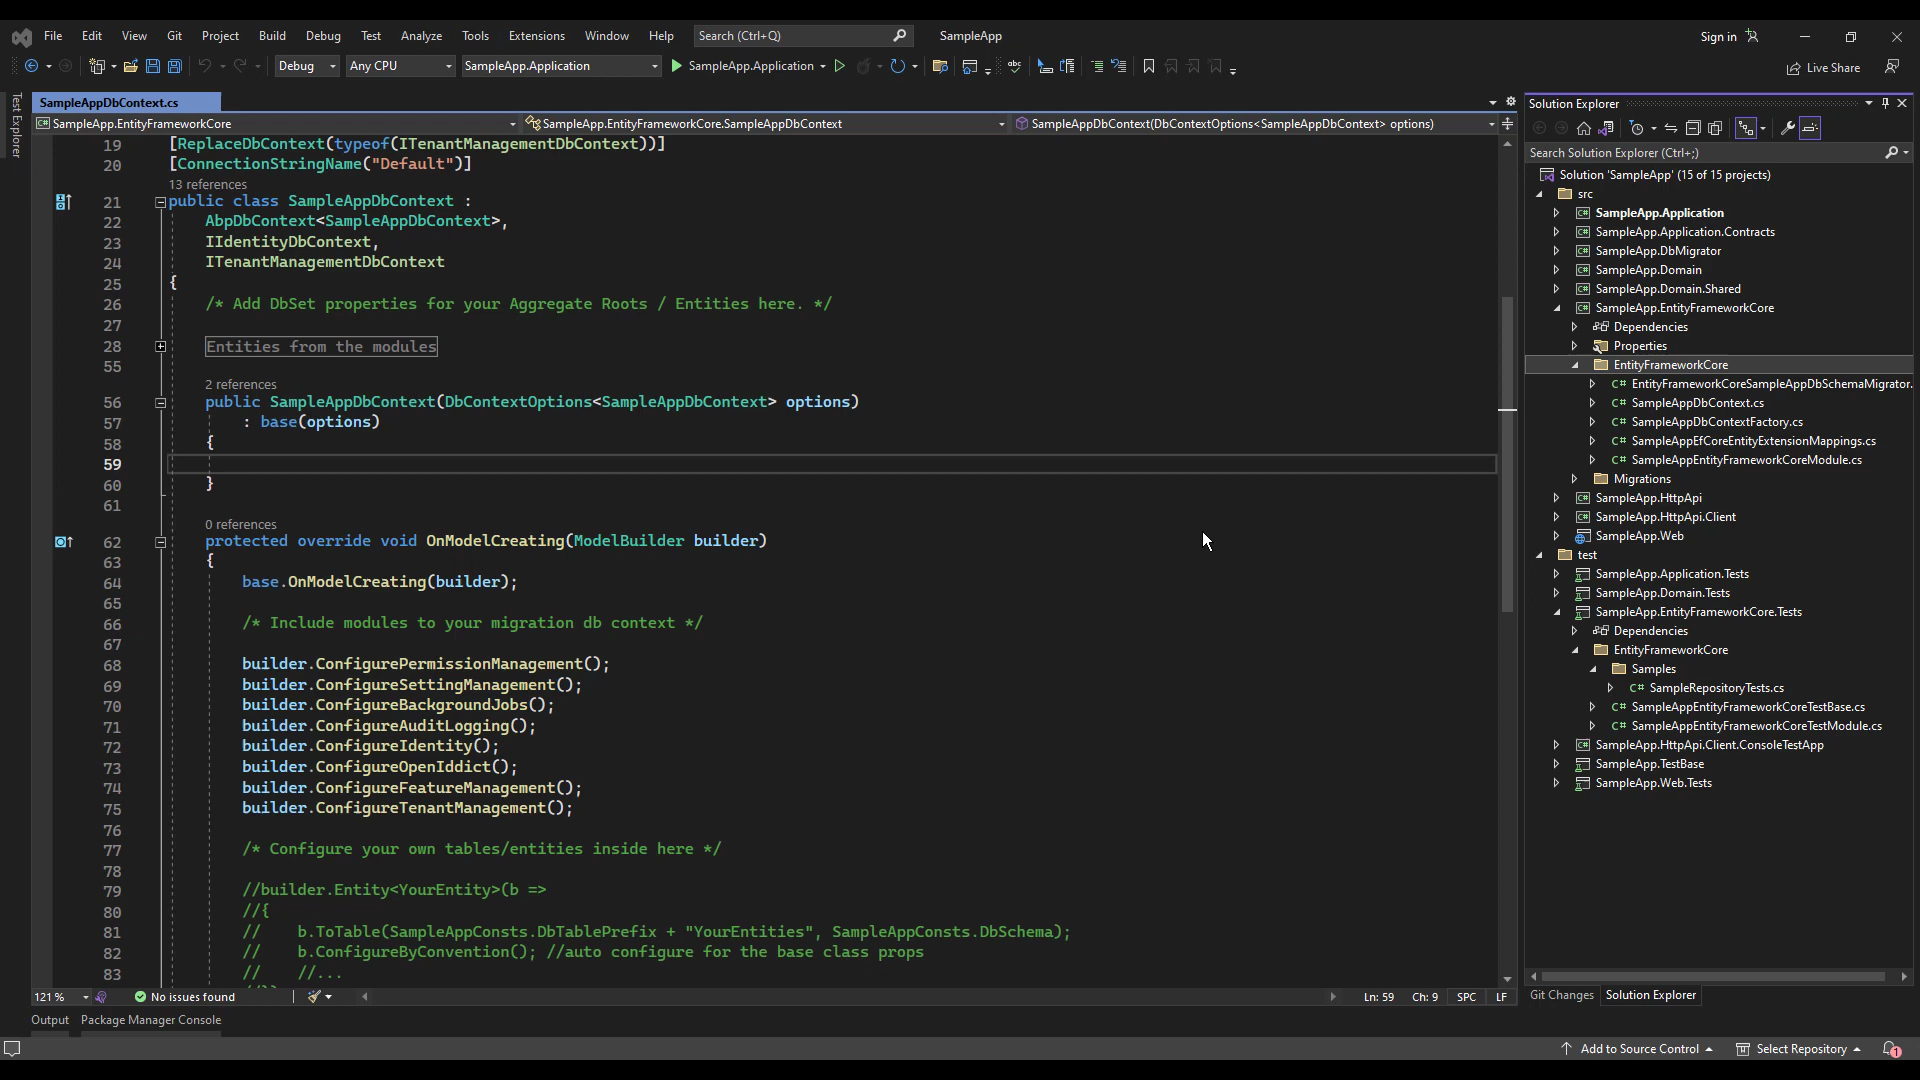 File Edit View Git Project Build Debug Test Analyze Tools Extensions Window Help Search (Ctrl+Q) SampleApp Sign in
Debug Any CPU SampleApp.Application SampleApp.Application Live Share
Test Explorer
SampleAppDbContext.cs
SampleApp.EntityFrameworkCore SampleApp.EntityFrameworkCore.SampleAppDbContext SampleAppDbContext(DbContextOptions<SampleAppDbContext> options)
19 [ReplaceDbContext(typeof(ITenantManagementDbContext))]
20 [ConnectionStringName("Default")]
13 references
21 public class SampleAppDbContext :
22 AbpDbContext<SampleAppDbContext>,
23 IIdentityDbContext,
24 ITenantManagementDbContext
25 {
26 /* Add DbSet properties for your Aggregate Roots / Entities here. */
27
28 Entities from the modules
55
2 references
56 public SampleAppDbContext(DbContextOptions<SampleAppDbContext> options)
57 : base(options)
58 {
59
60 }
61
0 references
62 protected override void OnModelCreating(ModelBuilder builder)
63 {
64 base.OnModelCreating(builder);
65
66 /* Include modules to your migration db context */
67
68 builder.ConfigurePermissionManagement();
69 builder.ConfigureSettingManagement();
70 builder.ConfigureBackgroundJobs();
71 builder.ConfigureAuditLogging();
72 builder.ConfigureIdentity();
73 builder.ConfigureOpenIddict();
74 builder.ConfigureFeatureManagement();
75 builder.ConfigureTenantManagement();
76
77 /* Configure your own tables/entities inside here */
78
79 //builder.Entity<YourEntity>(b =>
80 //{
81 // b.ToTable(SampleAppConsts.DbTablePrefix + "YourEntities", SampleAppConsts.DbSchema);
82 // b.ConfigureByConvention(); //auto configure for the base class props
83 // //...
121 % No issues found Ln: 59 Ch: 9 SPC LF
Output Package Manager Console
Solution Explorer
Search Solution Explorer (Ctrl+;)
Solution 'SampleApp' (15 of 15 projects)
src
SampleApp.Application
SampleApp.Application.Contracts
SampleApp.DbMigrator
SampleApp.Domain
SampleApp.Domain.Shared
SampleApp.EntityFrameworkCore
Dependencies
Properties
EntityFrameworkCore
EntityFrameworkCoreSampleAppDbSchemaMigrator.
SampleAppDbContext.cs
SampleAppDbContextFactory.cs
SampleAppEfCoreEntityExtensionMappings.cs
SampleAppEntityFrameworkCoreModule.cs
Migrations
SampleApp.HttpApi
SampleApp.HttpApi.Client
SampleApp.Web
test
SampleApp.Application.Tests
SampleApp.Domain.Tests
SampleApp.EntityFrameworkCore.Tests
Dependencies
EntityFrameworkCore
Samples
SampleRepositoryTests.cs
SampleAppEntityFrameworkCoreTestBase.cs
SampleAppEntityFrameworkCoreTestModule.cs
SampleApp.HttpApi.Client.ConsoleTestApp
SampleApp.TestBase
SampleApp.Web.Tests
Git Changes Solution Explorer
Add to Source Control Select Repository 1